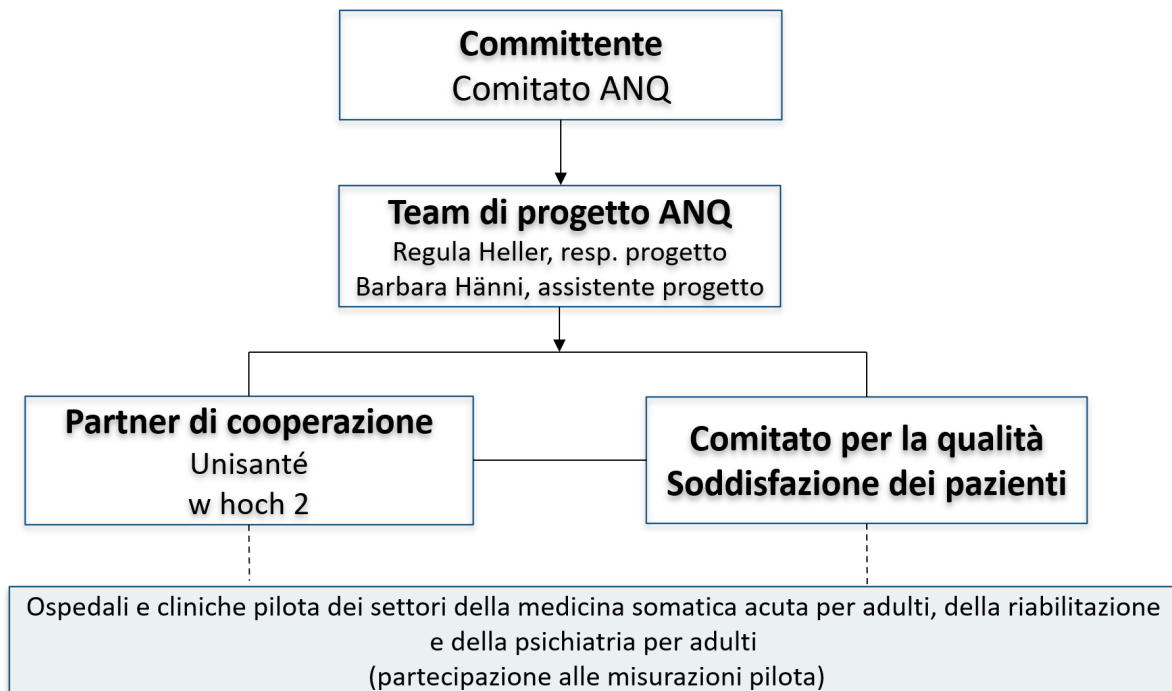 Committente
Comitato ANQ
Team di progetto ANQ
Regula Heller, resp. progetto
Barbara Hänni, assistente progetto
Partner di cooperazione
Unisanté
w hoch 2
Comitato per la qualità
Soddisfazione dei pazienti
Ospedali e cliniche pilota dei settori della medicina somatica acuta per adulti, della riabilitazione
e della psichiatria per adulti
(partecipazione alle misurazioni pilota)